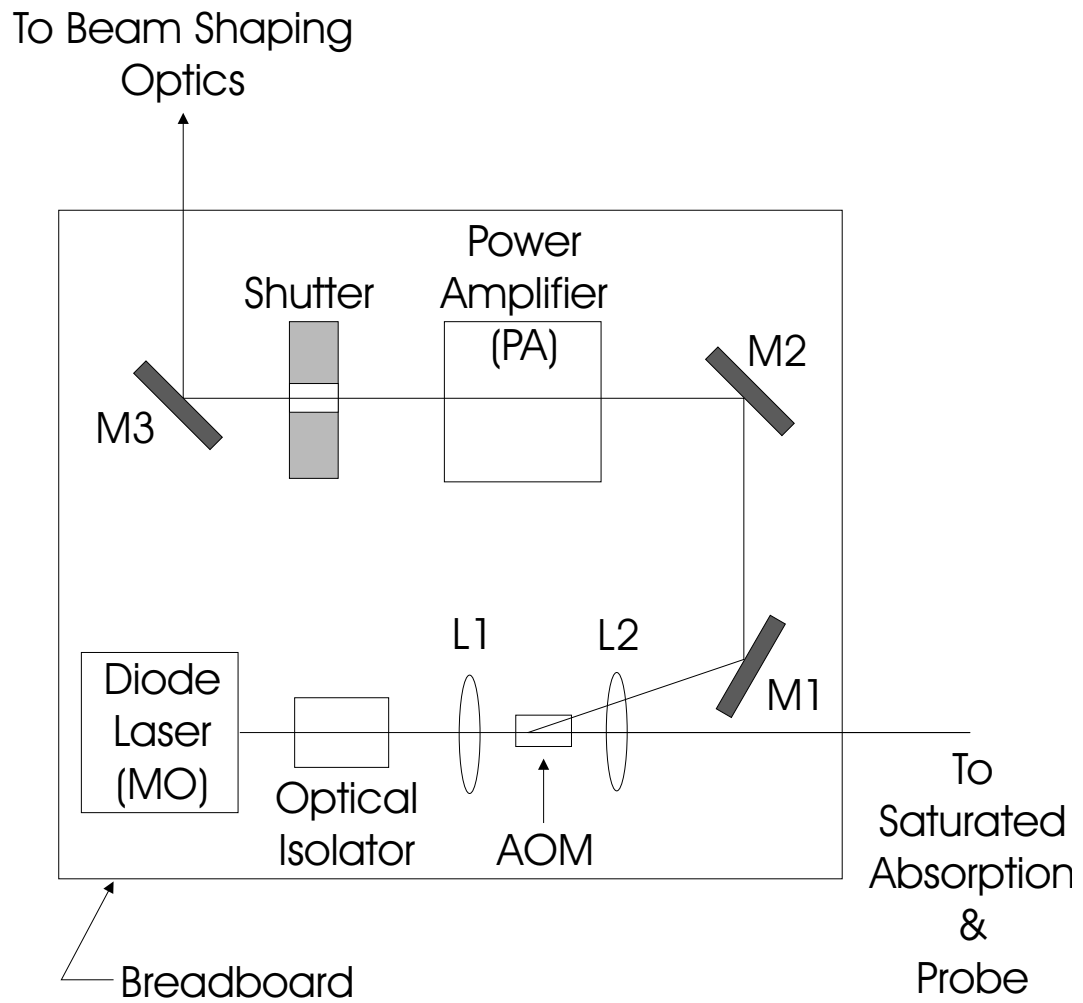 To Beam Shaping
Optics
Power
Amplifier
(PA)
Shutter
M2
M3
L1
L2
Diode
Laser
(MO)
M1
Optical
Isolator
AOM
To
Saturated
Absorption
&
Probe
Breadboard